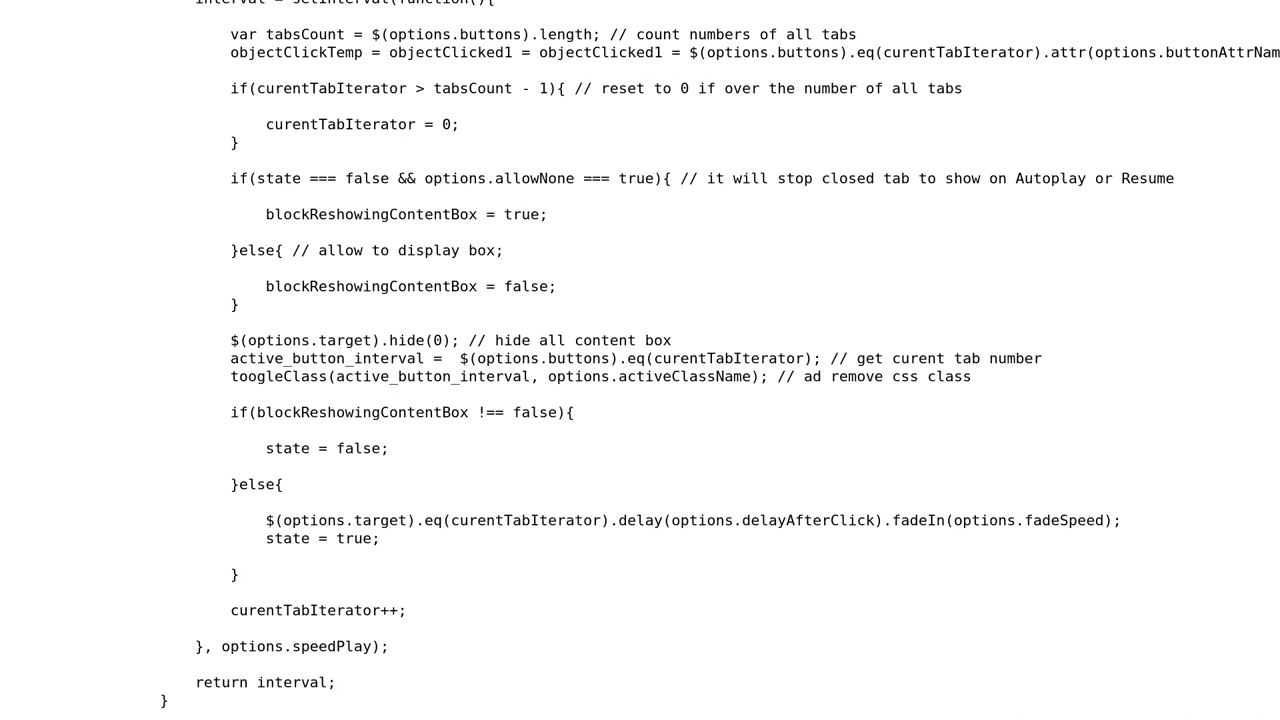 interval = setInterval(function(){
var tabsCount = $(options.buttons).length; // count numbers of all tabs
objectClickTemp = objectClicked1 = objectClicked1 = $(options.buttons).eq(curentTabIterator).attr(options.buttonAttrNam
if(curentTabIterator > tabsCount - 1){ // reset to 0 if over the number of all tabs
curentTabIterator = 0;
}
if(state === false && options.allowNone === true){ // it will stop closed tab to show on Autoplay or Resume
blockReshowingContentBox = true;
}else{ // allow to display box;
blockReshowingContentBox = false;
}
$(options.target).hide(0); // hide all content box
active_button_interval =  $(options.buttons).eq(curentTabIterator); // get curent tab number
toogleClass(active_button_interval, options.activeClassName); // ad remove css class
if(blockReshowingContentBox !== false){
state = false;
}else{
$(options.target).eq(curentTabIterator).delay(options.delayAfterClick).fadeIn(options.fadeSpeed);
state = true;
}
curentTabIterator++;
}, options.speedPlay);
return interval;
}